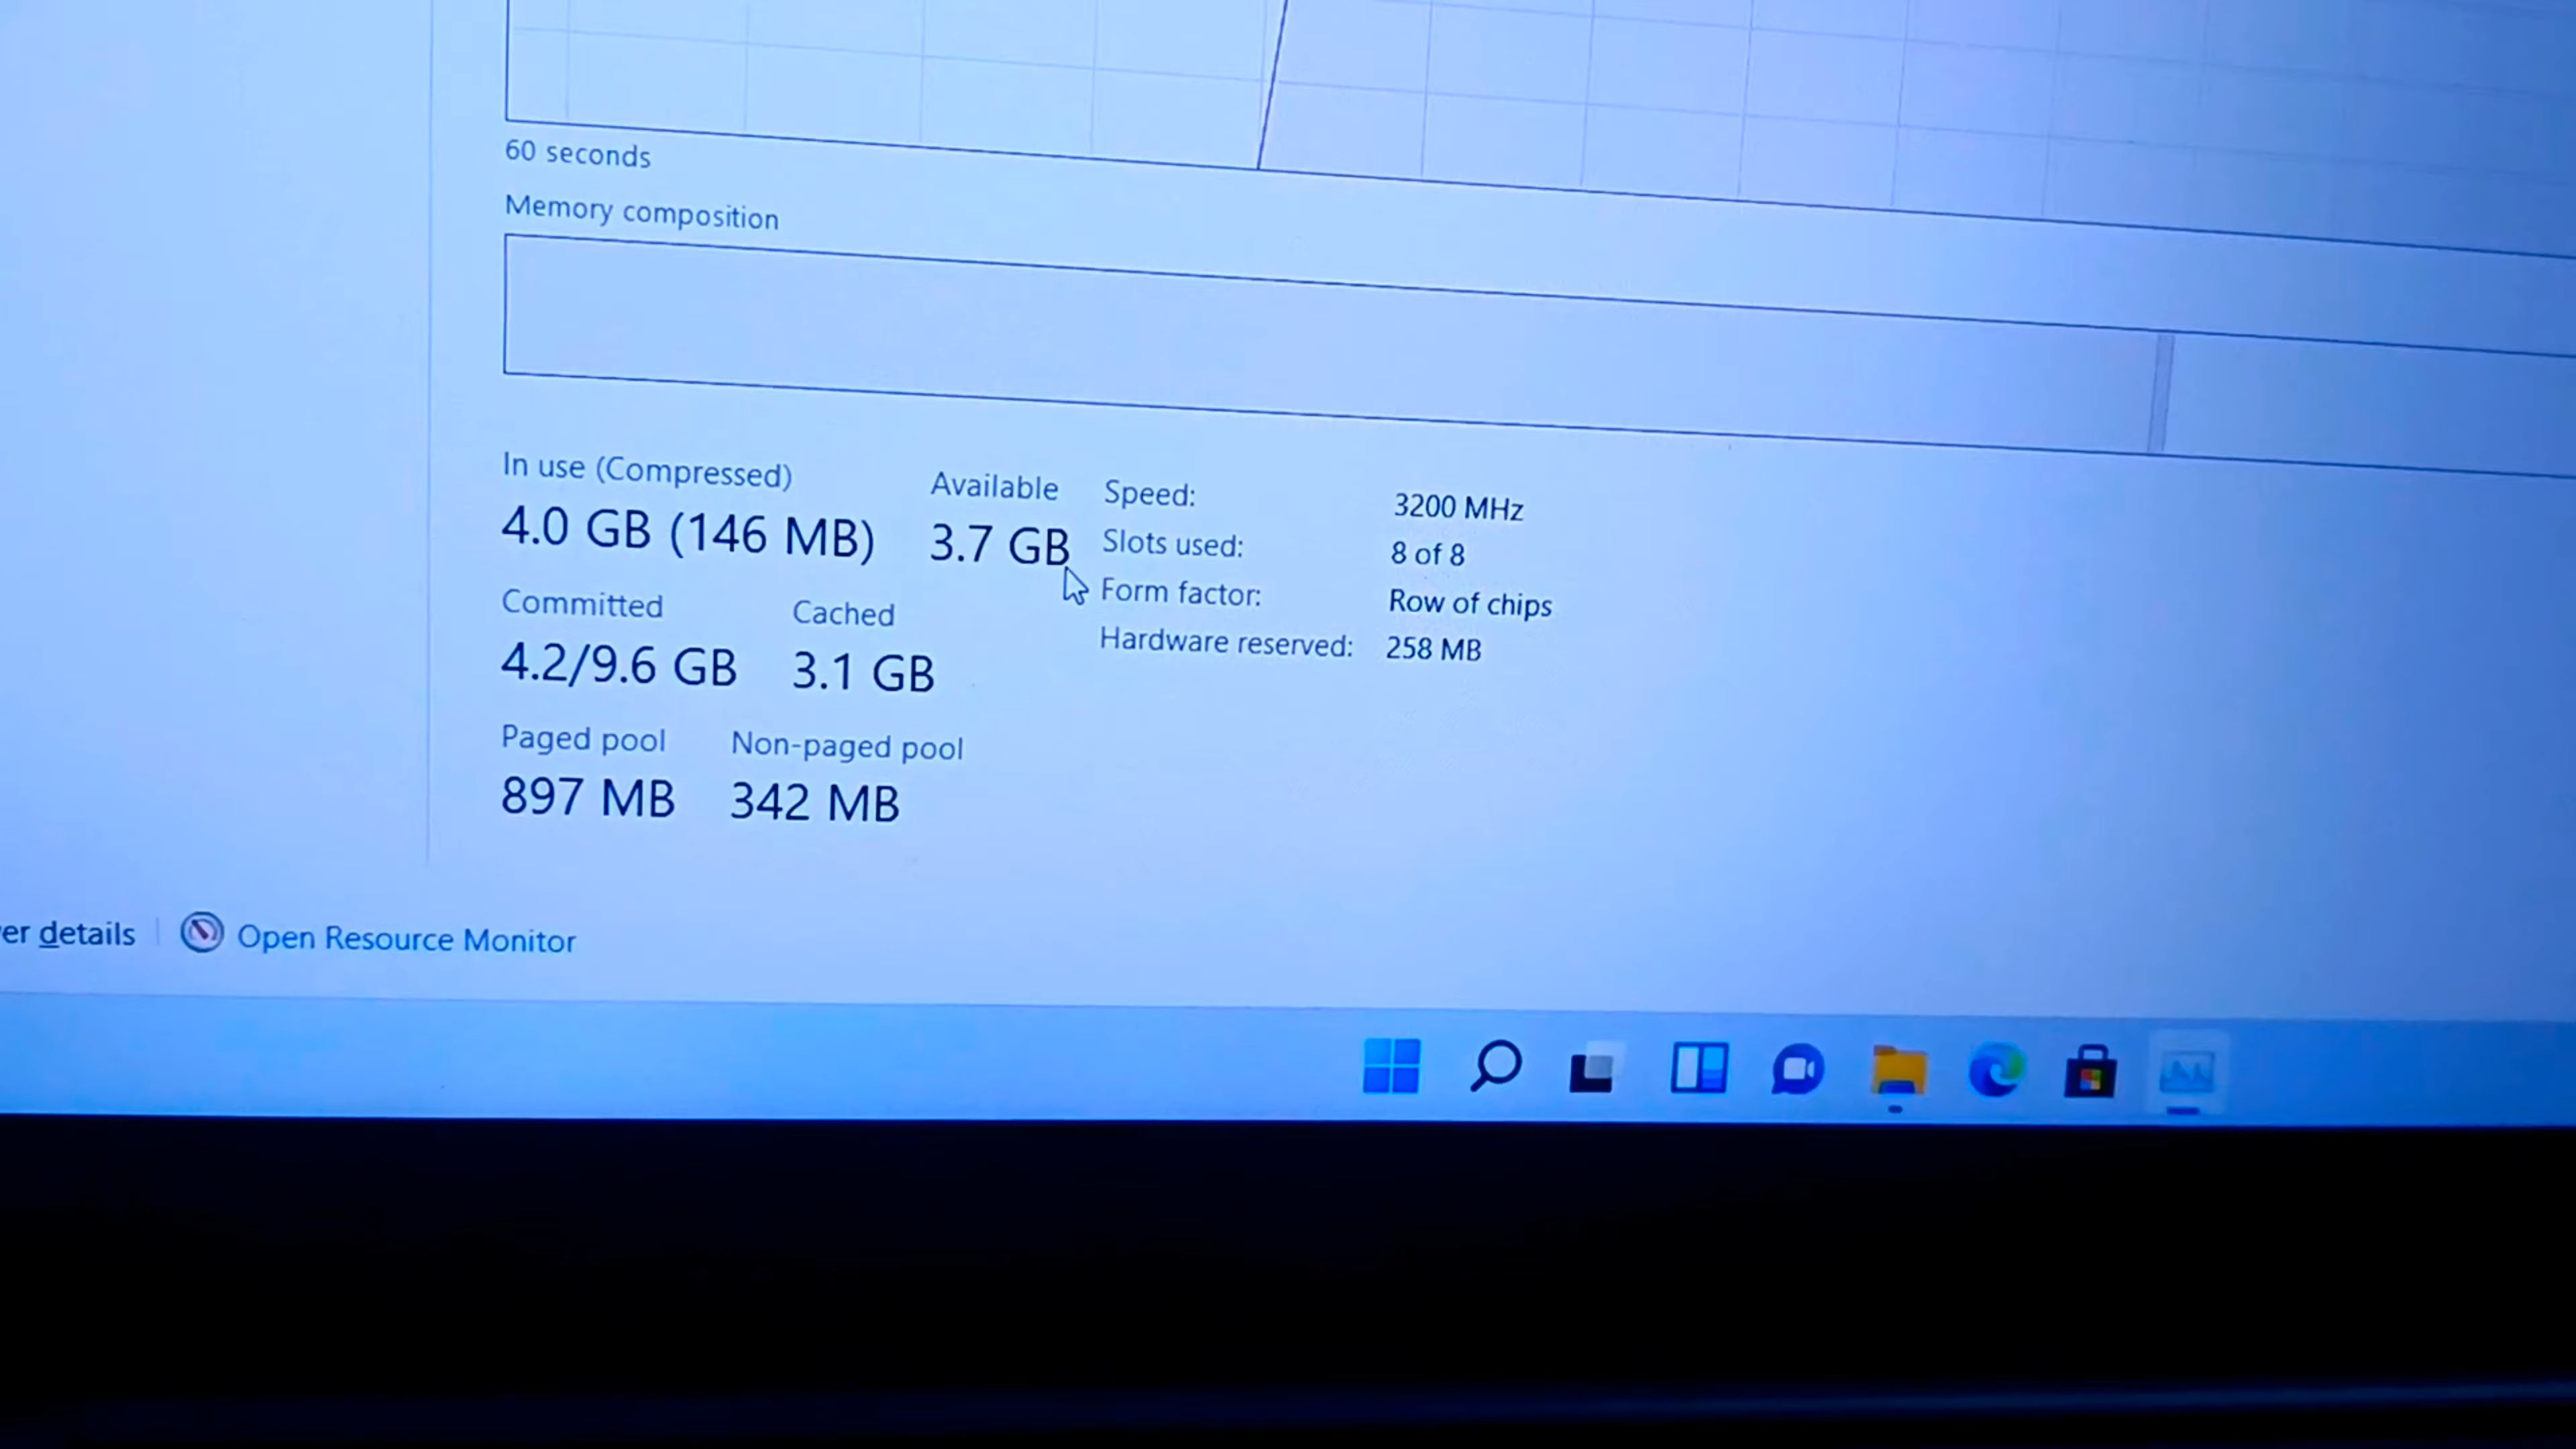 60 seconds
Memory composition
In use (Compressed)
4.0 GB (146 MB)
Available
3.7 GB
Committed
4.2/9.6 GB
Cached
3.1 GB
Paged pool
897 MB
Non-paged pool
342 MB
Speed: 3200 MHz
Slots used: 8 of 8
Form factor: Row of chips
Hardware reserved: 258 MB
er details
Open Resource Monitor